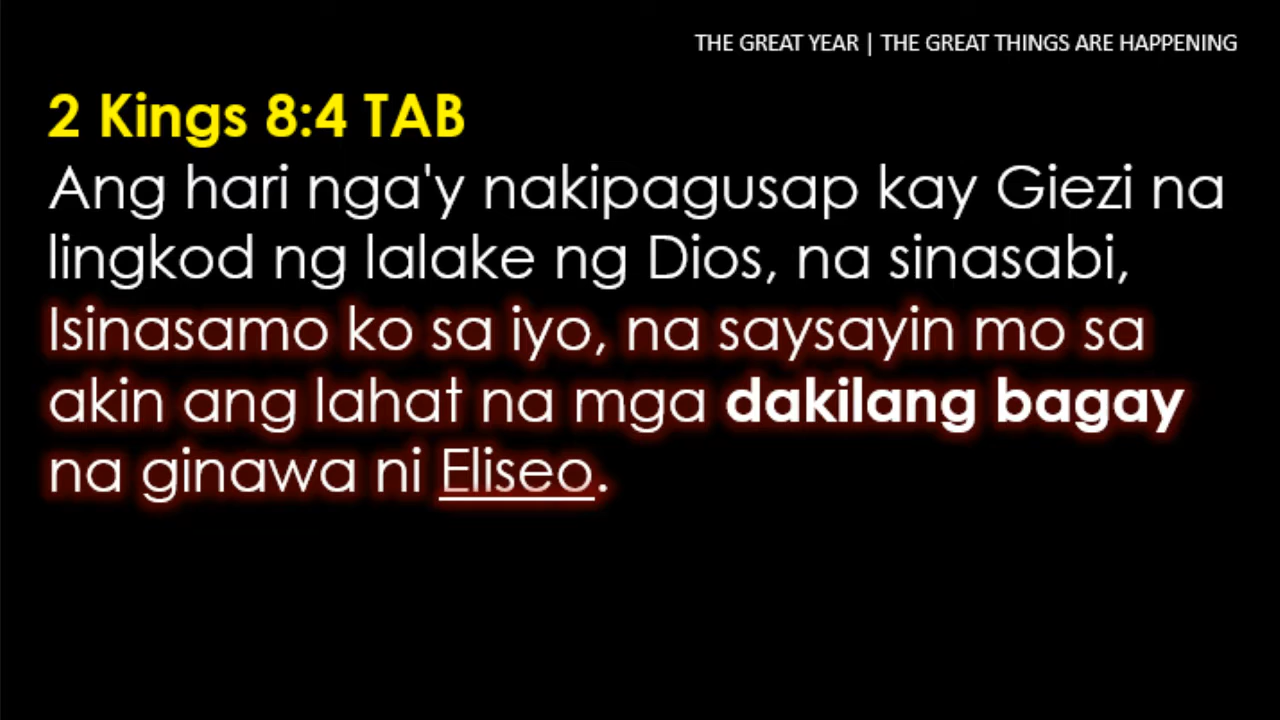 THE GREAT YEAR | THE GREAT THINGS ARE HAPPENING
2 Kings 8:4 TAB
Ang hari nga'y nakipagusap kay Giezi na
lingkod ng lalake ng Dios, na sinasabi,
Isinasamo ko sa iyo, na saysayin mo sa
akin ang lahat na mga dakilang bagay
na ginawa ni Eliseo.